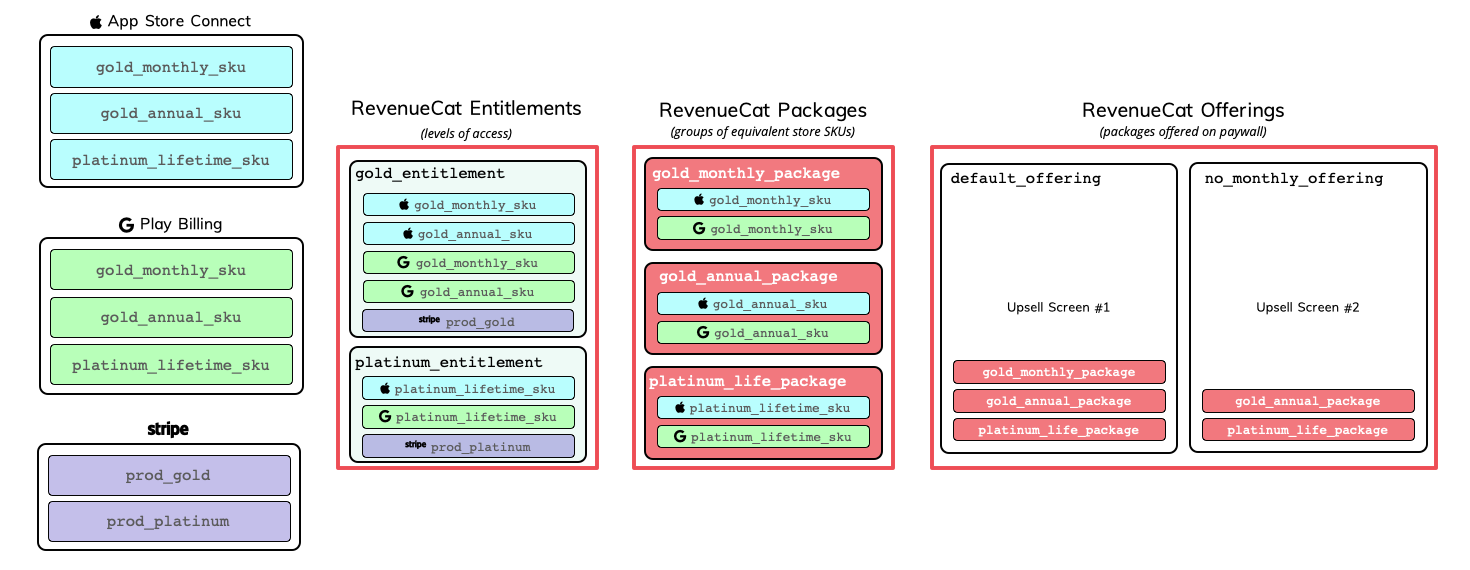 App Store Connect
gold_monthly_sku
gold_annual_sku
platinum_lifetime_sku
Play Billing
gold_monthly_sku
gold_annual_sku
platinum_lifetime_sku
stripe
prod_gold
prod_platinum
RevenueCat Entitlements
(levels of access)
gold_entitlement
gold_monthly_sku
gold_annual_sku
G gold_monthly_sku
G gold_annual_sku
stripe prod_gold
platinum_entitlement
platinum_lifetime_sku
G platinum_lifetime_sku
stripe prod_platinum
RevenueCat Packages
(groups of equivalent store SKUs)
gold_monthly_package
gold_monthly_sku
G gold_monthly_sku
gold_annual_package
gold_annual_sku
G gold_annual_sku
platinum_life_package
platinum_lifetime_sku
G platinum_lifetime_sku
RevenueCat Offerings
(packages offered on paywall)
default_offering
Upsell Screen #1
gold_monthly_package
gold_annual_package
platinum_life_package
no_monthly_offering
Upsell Screen #2
gold_annual_package
platinum_life_package